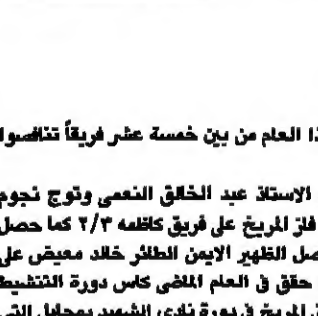 ذا العام من بين خمسة عشر فريقاً تنافسوا
الاستاذ عبد الخالق النعمي وتوج نجوم
فاز المريخ على فريق كاظمه ٢/٣ كما حصل
صل الظهير الايمن الطائر خالد معيض على
حقق في العام الماضي كاس دورة التنشيط
المريخ في دورة نادي الشهيد بمحايل التي